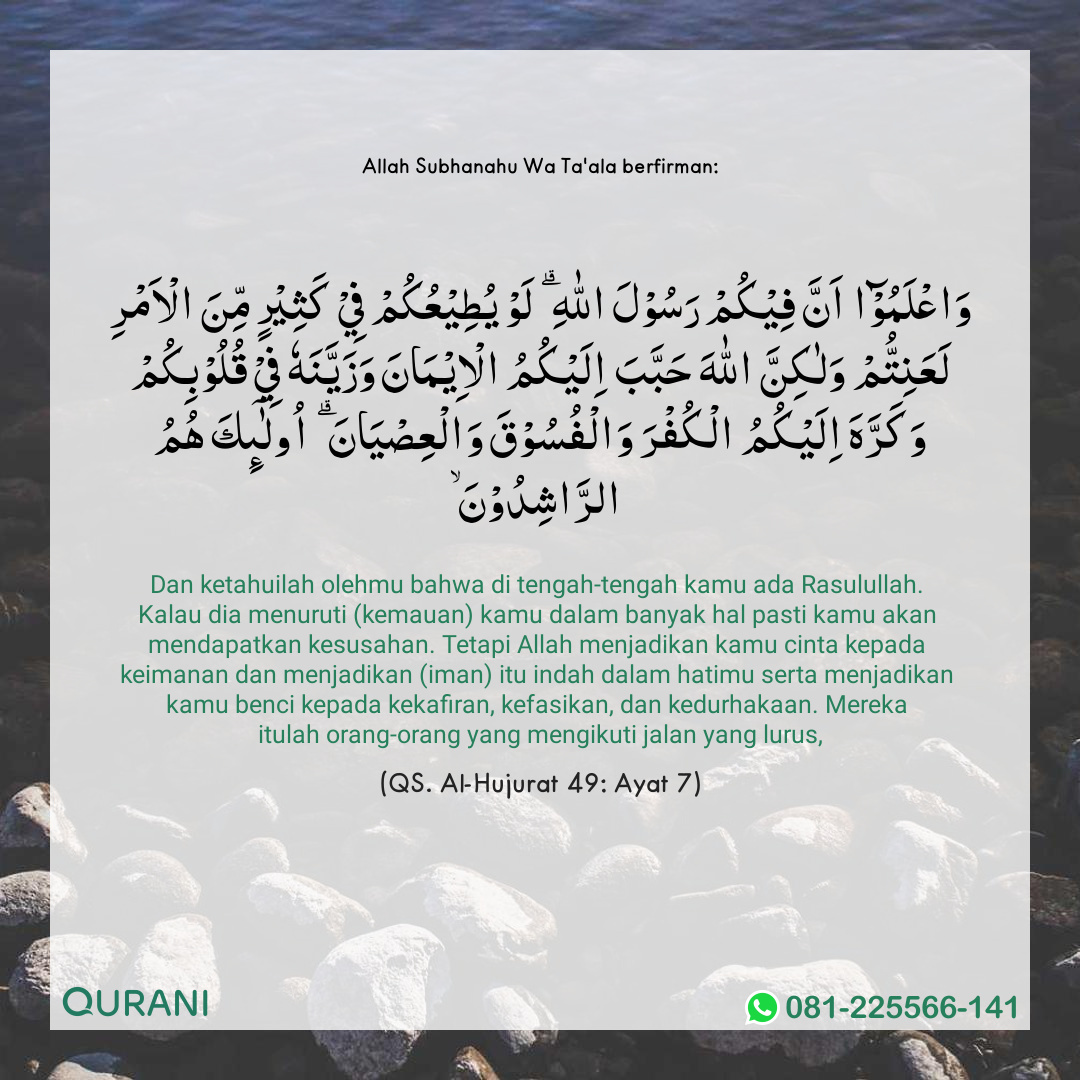 Allah Subhanahu Wa Ta'ala berfirman:
وَاعْلَمُوْۤا اَنَّ فِيْكُمْ رَسُوْلَ اللّٰهِ ۗ لَوْ يُطِيْعُكُمْ فِيْ كَثِيْرٍ مِّنَ الْاَمْرِ
لَعَنِتُّمْ وَلٰـكِنَّ اللّٰهَ حَبَّبَ اِلَيْكُمُ الْاِيْمَانَ وَزَيَّنَهٗ فِيْ قُلُوْبِكُمْ
وَكَرَّهَ اِلَيْكُمُ الْكُفْرَ وَالْفُسُوْقَ وَالْعِصْيَانَ ۗ اُولٰٓئِكَ هُمُ
الرَّاشِدُوْنَ ۙ
Dan ketahuilah olehmu bahwa di tengah-tengah kamu ada Rasulullah.
Kalau dia menuruti (kemauan) kamu dalam banyak hal pasti kamu akan
mendapatkan kesusahan. Tetapi Allah menjadikan kamu cinta kepada
keimanan dan menjadikan (iman) itu indah dalam hatimu serta menjadikan
kamu benci kepada kekafiran, kefasikan, dan kedurhakaan. Mereka
itulah orang-orang yang mengikuti jalan yang lurus,
(QS. Al-Hujurat 49: Ayat 7)
QURANI
081-225566-141